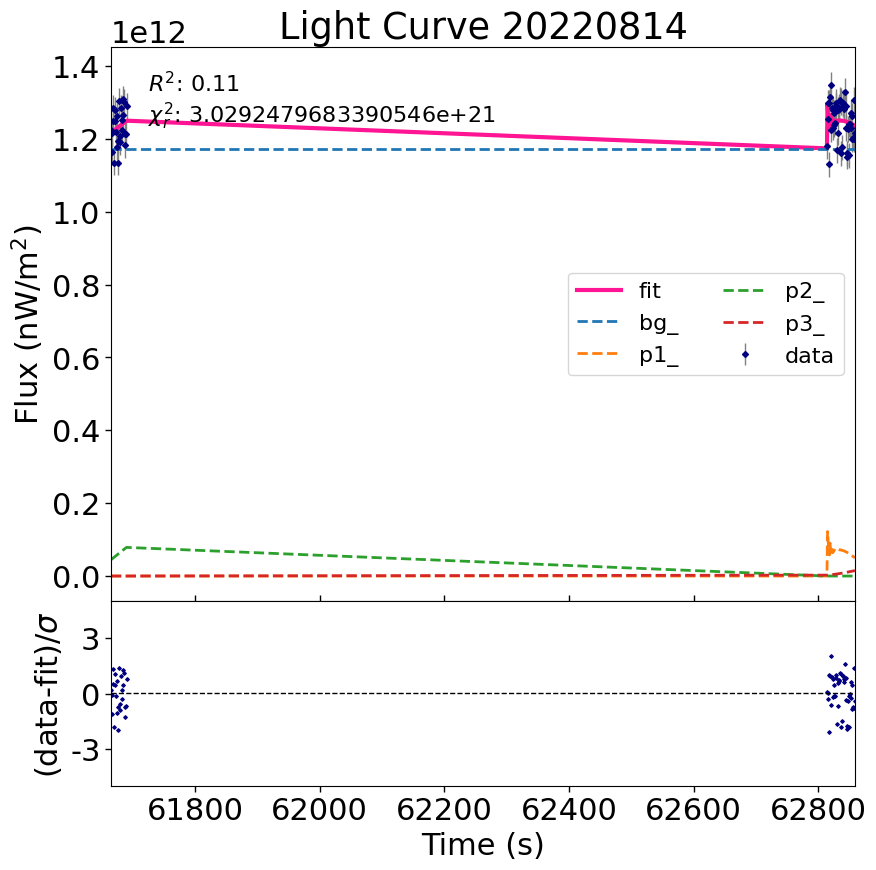 Light Curve 20220814
1e12
R²: 0.11
χ²ᵣ: 3.0292479683390546e+21
1.4
1.2
1.0
0.8
0.6
0.4
0.2
0.0
Flux (nW/m²)
fit
bg_
p1_
p2_
p3_
data
3
0
-3
(data-fit)/σ
61800 62000 62200 62400 62600 62800
Time (s)